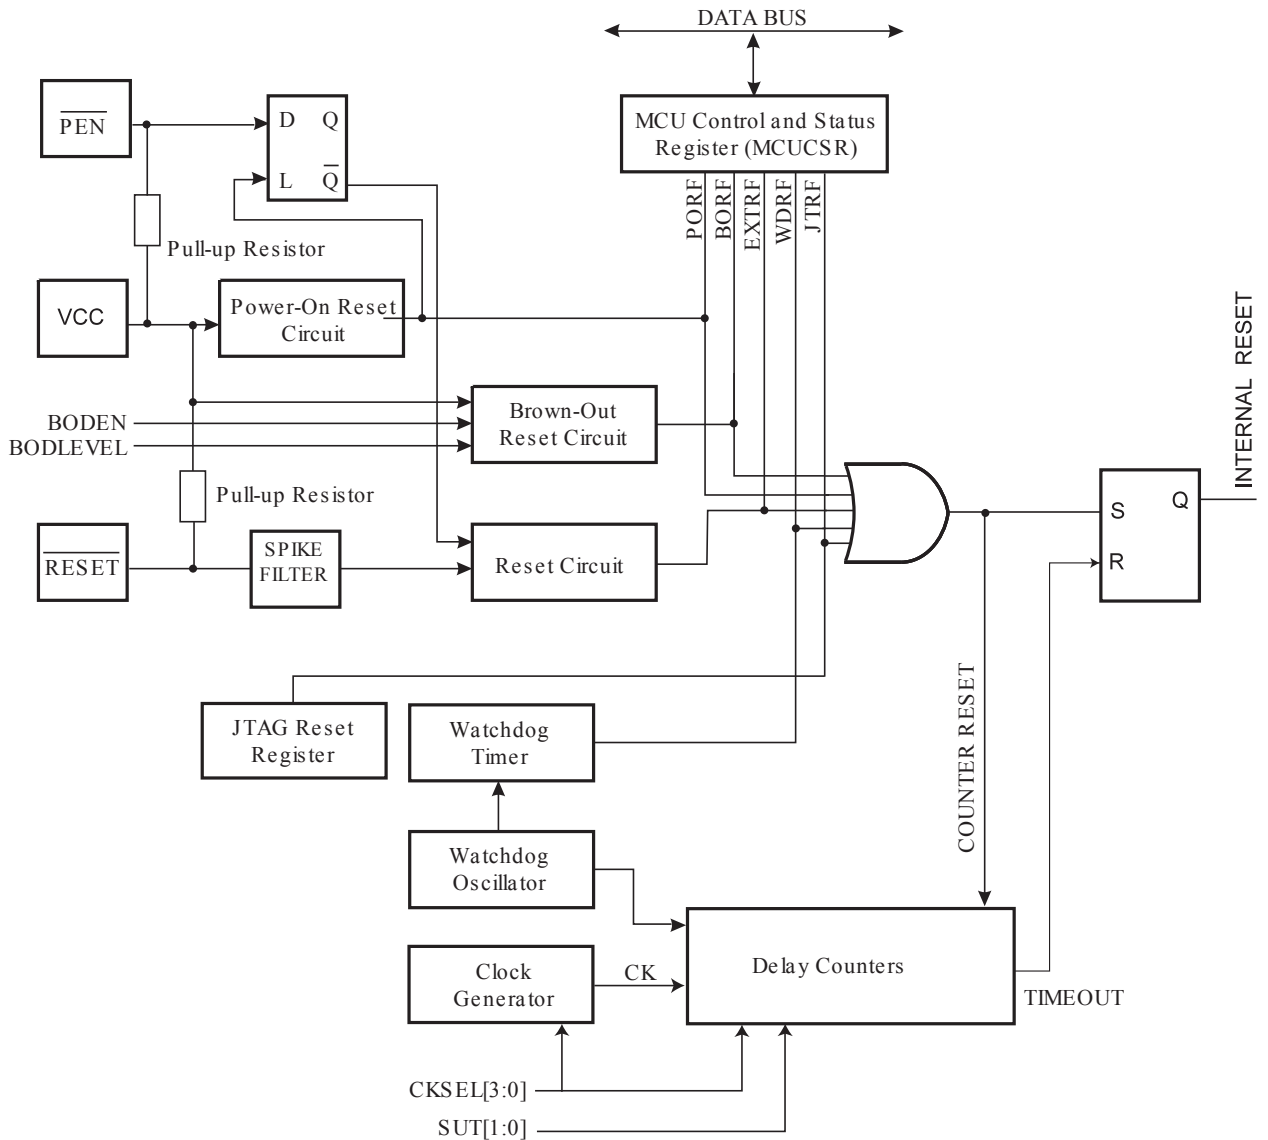 DATA BUS
PEN
D Q
L Q
MCU Control and Status
Register (MCUCSR)
PORF
BORF
EXTRF
WDRF
JTRF
Pull-up Resistor
VCC
Power-On Reset
Circuit
BODEN
BODLEVEL
Brown-Out
Reset Circuit
Pull-up Resistor
RESET
SPIKE
FILTER
Reset Circuit
S
Q
R
INTERNAL RESET
JTAG Reset
Register
Watchdog
Timer
COUNTER RESET
Watchdog
Oscillator
Clock
Generator
CK
Delay Counters
TIMEOUT
CKSEL[3:0]
SUT[1:0]